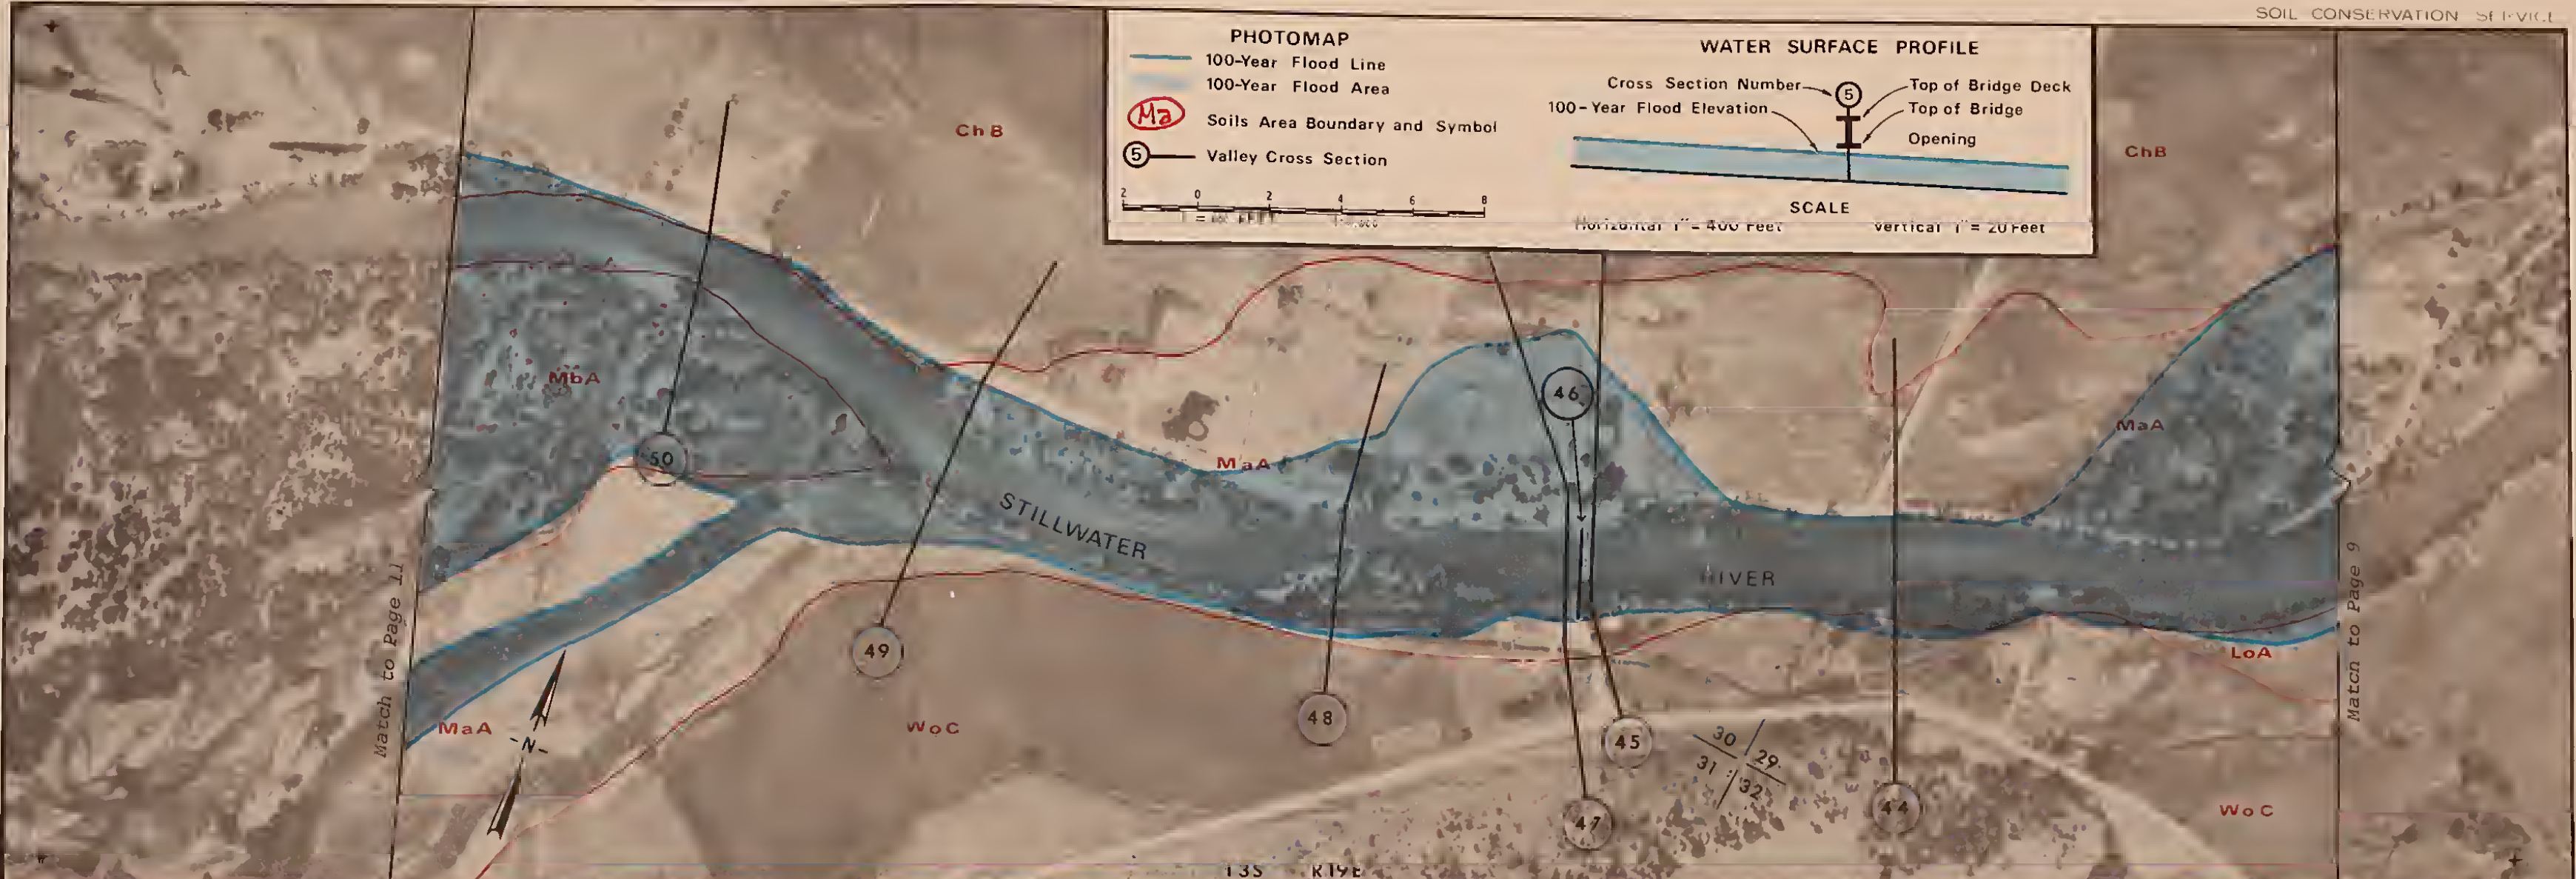 SOIL CONSERVATION SERVICE
PHOTOMAP
100-Year Flood Line
100-Year Flood Area
Ma
Soils Area Boundary and Symbol
5
Valley Cross Section
2 0 2 4 6 8
WATER SURFACE PROFILE
Cross Section Number
5
Top of Bridge Deck
100-Year Flood Elevation
Top of Bridge
Opening
SCALE
Horizontal 1" = 400 Feet
Vertical 1" = 20 Feet
ChB
ChB
MbA
46
MaA
MaA
50
STILLWATER
RIVER
Match to Page 11
Match to Page 9
49
LoA
48
MaA
-N-
WoC
45
30 29
31 32
47
44
WoC
T3S R19E